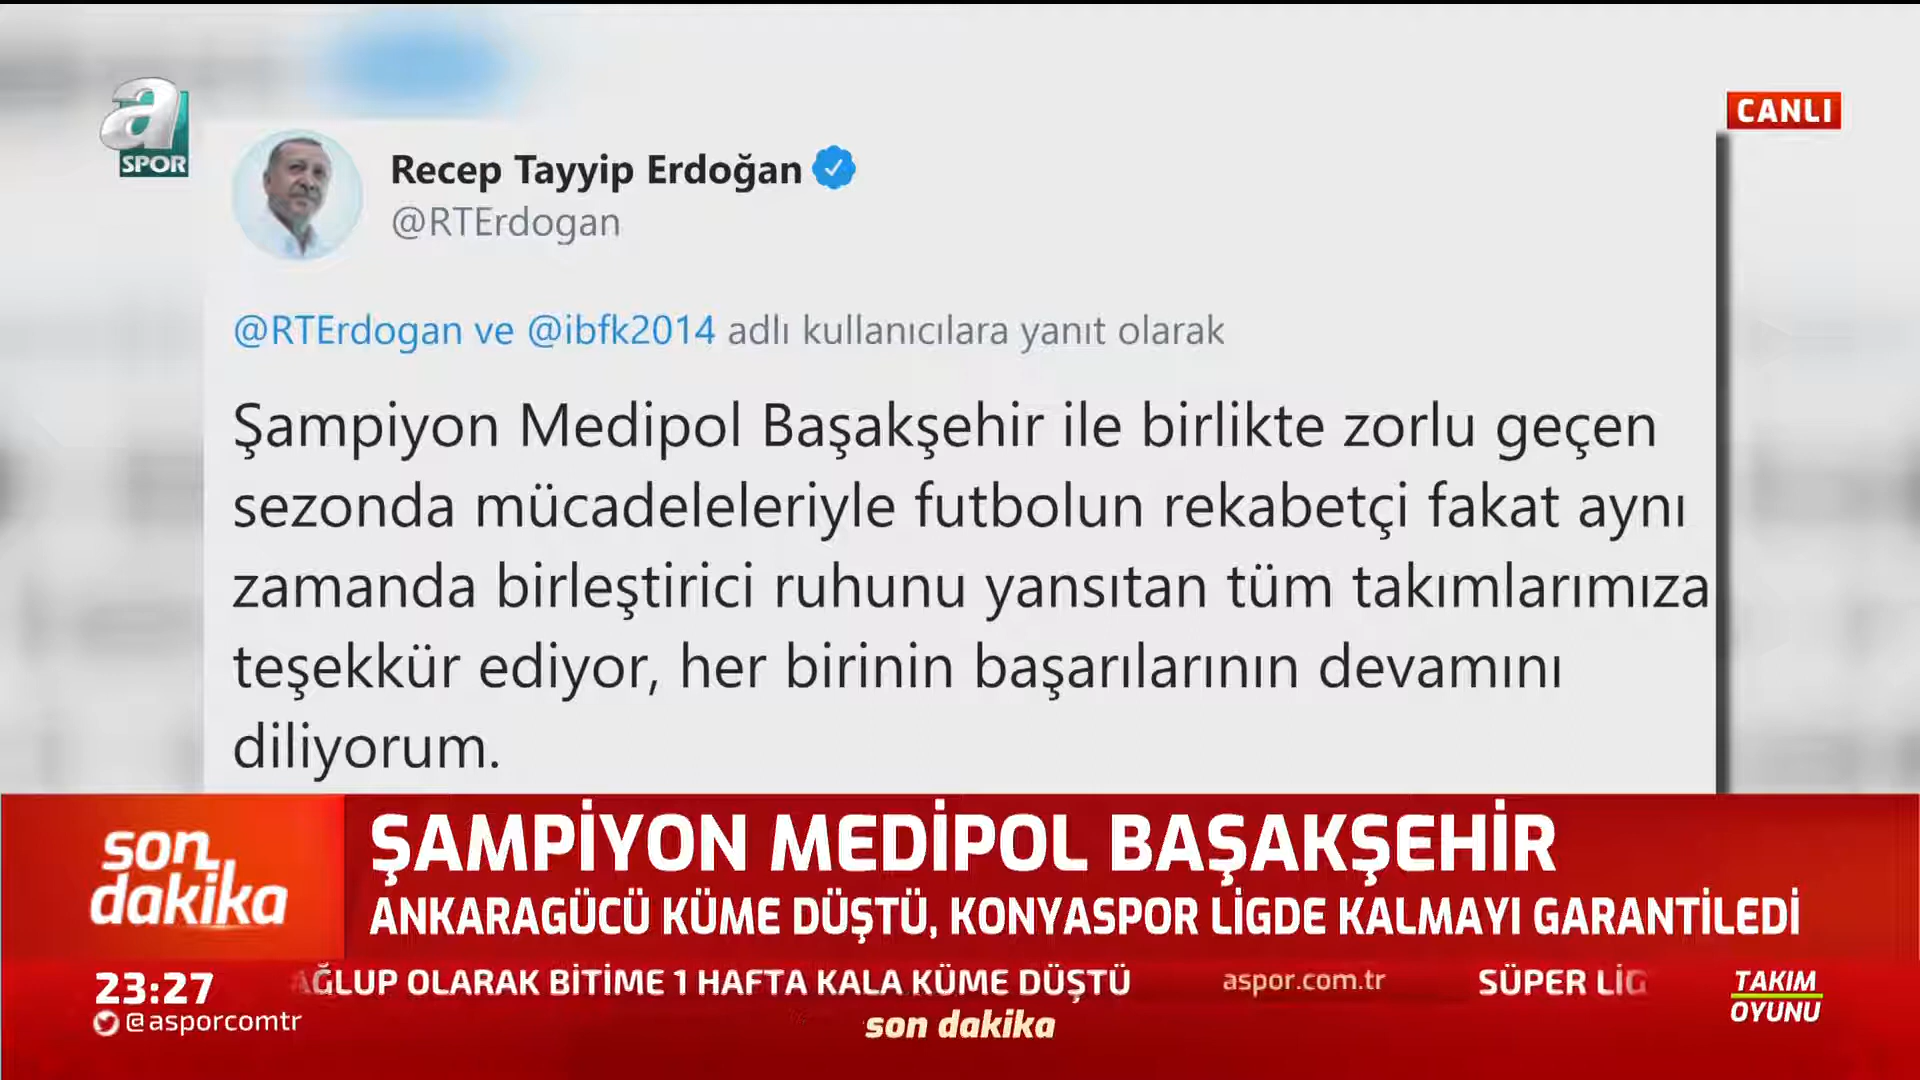 a
SPOR
CANLI
Recep Tayyip Erdoğan
@RTErdogan
@RTErdogan ve @ibfk2014 adlı kullanıcılara yanıt olarak
Şampiyon Medipol Başakşehir ile birlikte zorlu geçen
sezonda mücadeleleriyle futbolun rekabetçi fakat aynı
zamanda birleştirici ruhunu yansıtan tüm takımlarımıza
teşekkür ediyor, her birinin başarılarının devamını
diliyorum.
son
dakika
ŞAMPİYON MEDİPOL BAŞAKŞEHİR
ANKARAGÜCÜ KÜME DÜŞTÜ, KONYASPOR LİGDE KALMAYI GARANTİLEDİ
23:27
AĞLUP OLARAK BİTİME 1 HAFTA KALA KÜME DÜŞTÜ aspor.com.tr SÜPER LİG
TAKIM
OYUNU
@asporcomtr
son dakika